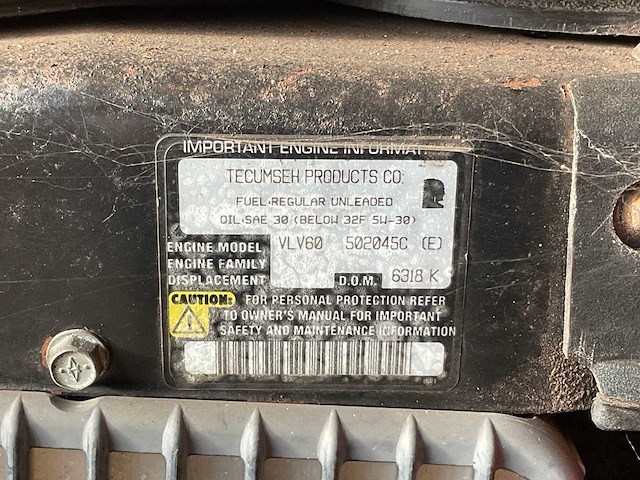 IMPORTANT ENGINE INFORMAT
TECUMSEH PRODUCTS CO:
FUEL:REGULAR UNLEADED
OIL:SAE 30 (BELOW 32F 5W-30)
ENGINE MODEL VLV60 502045C (E)
ENGINE FAMILY
DISPLACEMENT D.O.M. 6318 K
CAUTION: FOR PERSONAL PROTECTION REFER
TO OWNER'S MANUAL FOR IMPORTANT
SAFETY AND MAINTENANCE INFORMATION